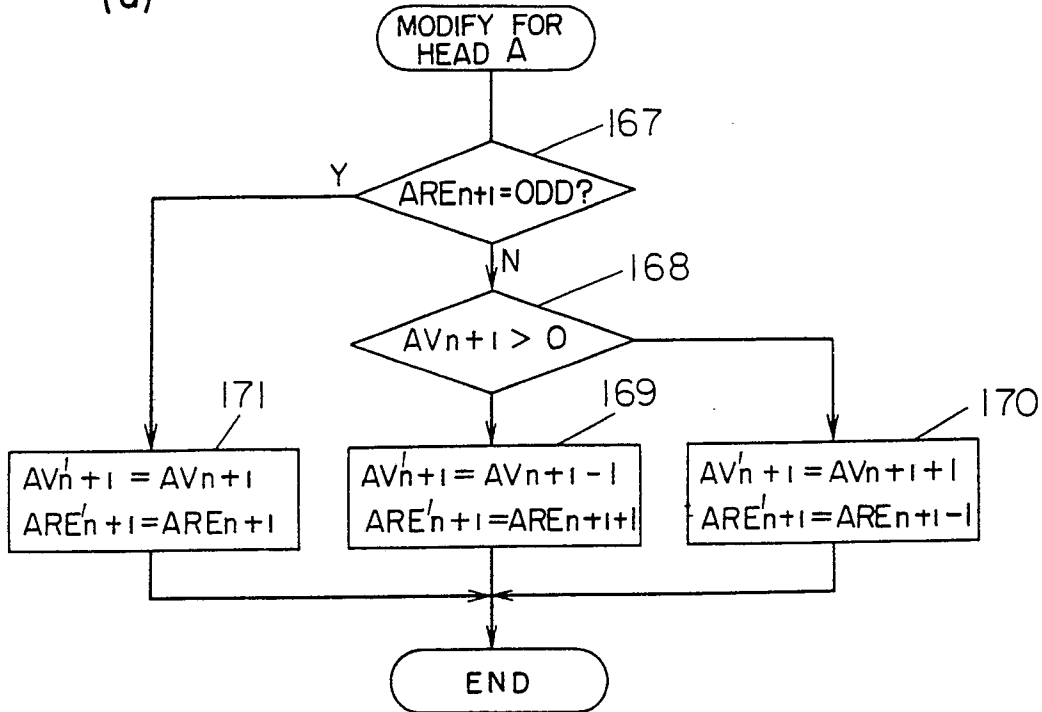 (a)
MODIFY FOR
HEAD A
167
Y
AREn+1=ODD?
N
168
AVn+1 > 0
171
169
170
AV'n+1 = AVn+1
ARE'n+1=AREn+1
AV'n+1 = AVn+1-1
ARE'n+1=AREn+1+1
AV'n+1 = AVn+1+1
ARE'n+1=AREn+1-1
END